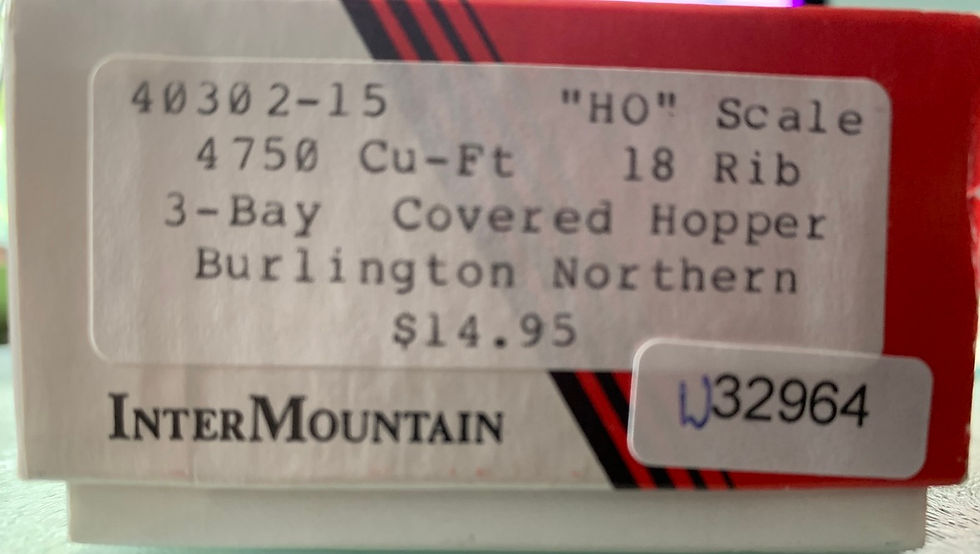 40302-15 "HO" Scale
4750 Cu-Ft 18 Rib
3-Bay Covered Hopper
Burlington Northern
$14.95
INTERMOUNTAIN
W32964